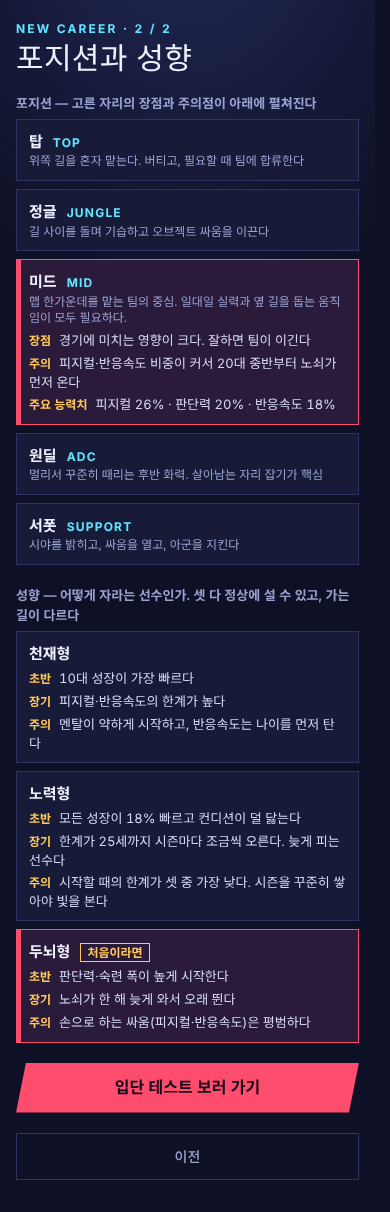 NEW CAREER · 2 / 2
포지션과 성향
포지션 — 고른 자리의 장점과 주의점이 아래에 펼쳐진다
탑 TOP
위쪽 길을 혼자 맡는다. 버티고, 필요할 때 팀에 합류한다
정글 JUNGLE
길 사이를 돌며 기습하고 오브젝트 싸움을 이끈다
미드 MID
맵 한가운데를 맡는 팀의 중심. 일대일 실력과 옆 길을 돕는 움직
임이 모두 필요하다.
장점 경기에 미치는 영향이 크다. 잘하면 팀이 이긴다
주의 피지컬·반응속도 비중이 커서 20대 중반부터 노쇠가
먼저 온다
주요 능력치 피지컬 26% · 판단력 20% · 반응속도 18%
원딜 ADC
멀리서 꾸준히 때리는 후반 화력. 살아남는 자리 잡기가 핵심
서폿 SUPPORT
시야를 밝히고, 싸움을 열고, 아군을 지킨다
성향 — 어떻게 자라는 선수인가. 셋 다 정상에 설 수 있고, 가는
길이 다르다
천재형
초반 10대 성장이 가장 빠르다
장기 피지컬·반응속도의 한계가 높다
주의 멘탈이 약하게 시작하고, 반응속도는 나이를 먼저 탄
다
노력형
초반 모든 성장이 18% 빠르고 컨디션이 덜 닳는다
장기 한계가 25세까지 시즌마다 조금씩 오른다. 늦게 피는
선수다
주의 시작할 때의 한계가 셋 중 가장 낮다. 시즌을 꾸준히 쌓
아야 빛을 본다
두뇌형 처음이라면
초반 판단력·숙련 폭이 높게 시작한다
장기 노쇠가 한 해 늦게 와서 오래 뛴다
주의 손으로 하는 싸움(피지컬·반응속도)은 평범하다
입단 테스트 보러 가기
이전